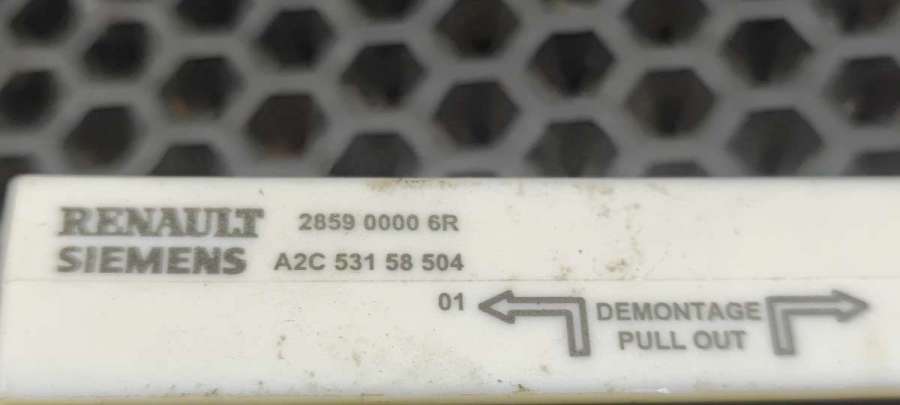 RENAULT 2859 0000 6R
SIEMENS A2C 531 58 504
01 DEMONTAGE
PULL OUT